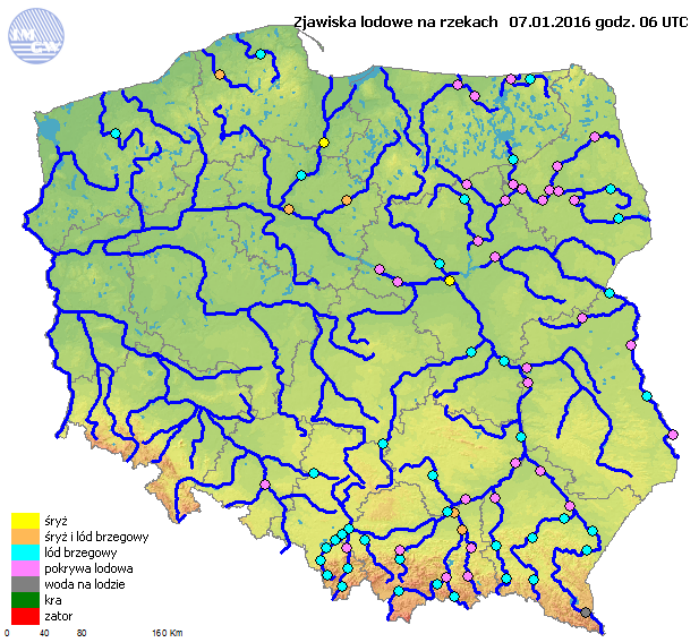 Zjawiska lodowe na rzekach 07.01.2016 godz. 06 UTC
IMGW
śryż
śryż i lód brzegowy
lód brzegowy
pokrywa lodowa
woda na lodzie
kra
zator
0 40 80 160 Km